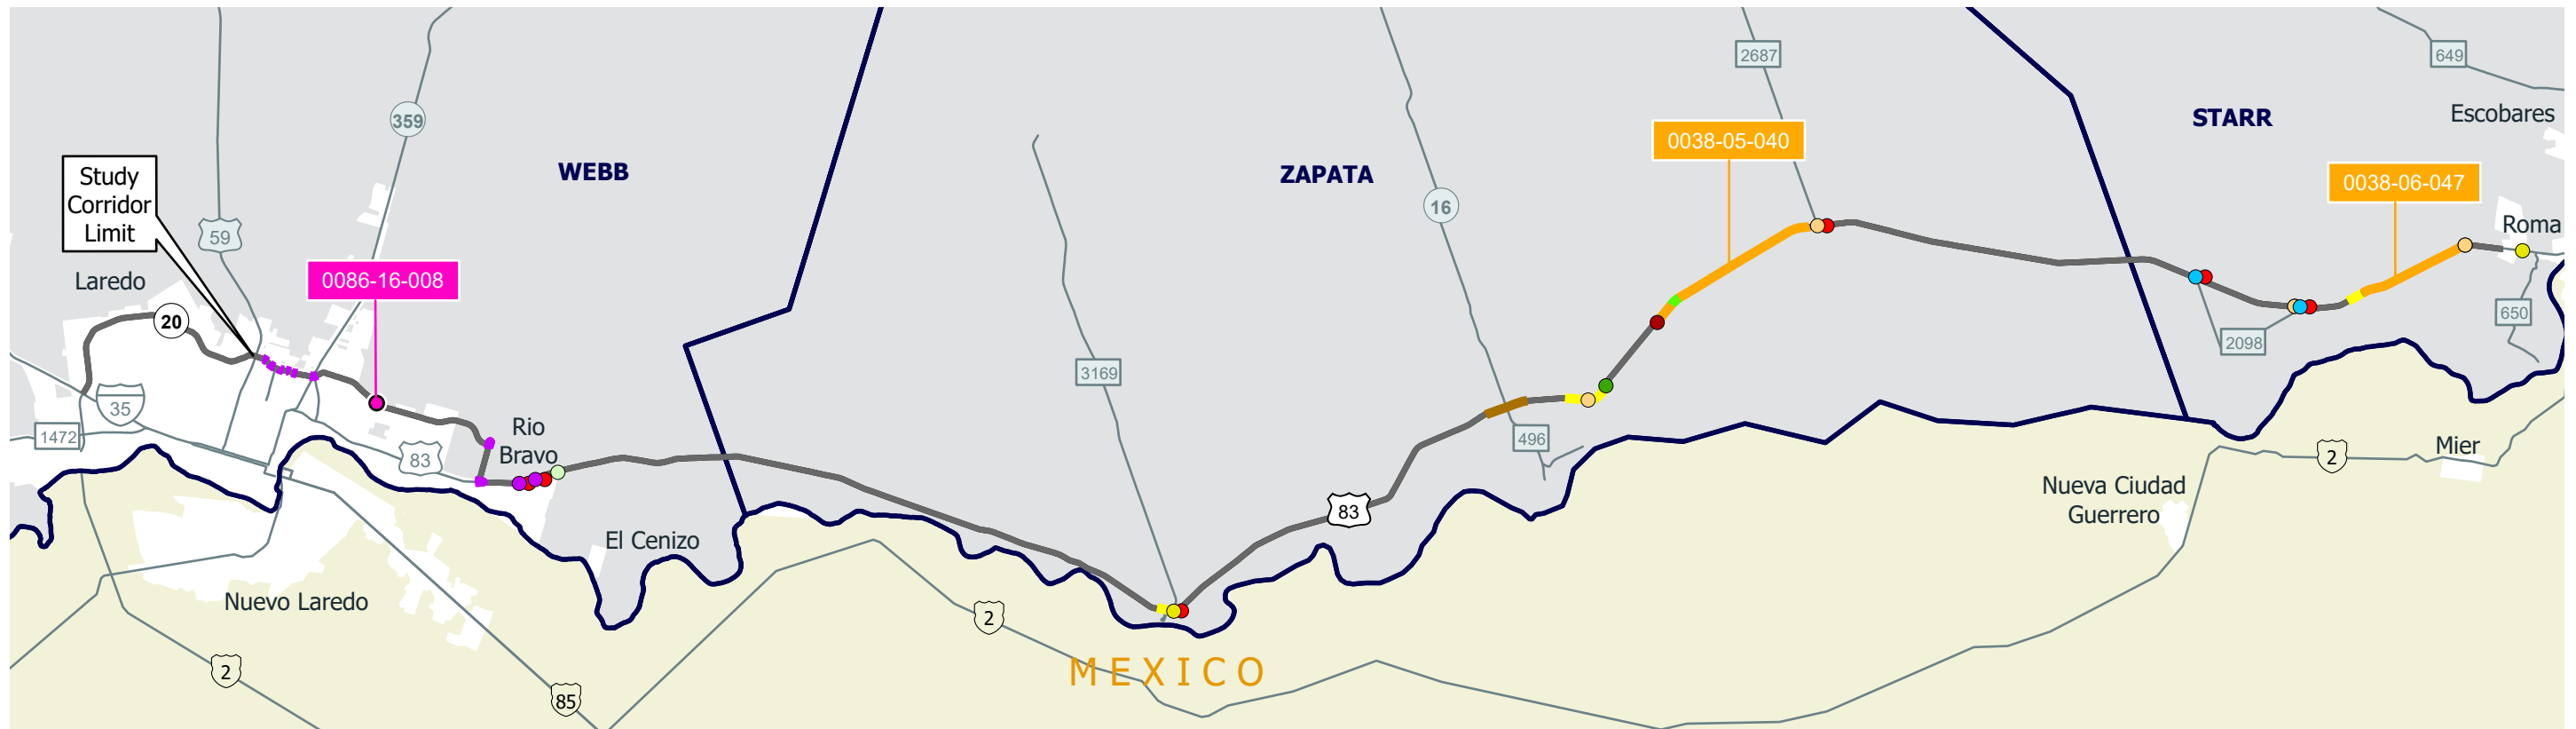 2687
649
Escobares
359
STARR
0038-05-040
Study
Corridor
Limit
WEBB
ZAPATA
0038-06-047
16
59
Roma
Laredo
0086-16-008
20
650
2098
3169
35
1472
Rio
Bravo
83
496
Mier
2
Nueva Ciudad
Guerrero
83
El Cenizo
Nuevo Laredo
2
MEXICO
2
85